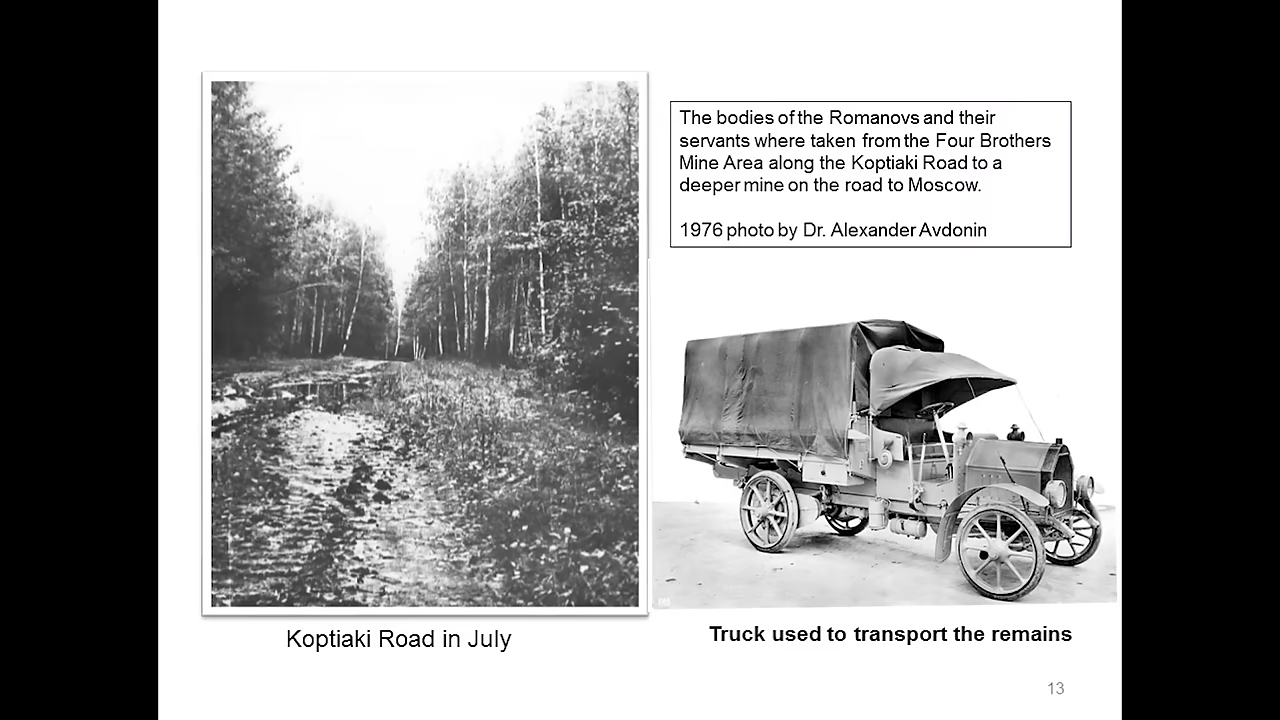 The bodies of the Romanovs and their
servants where taken from the Four Brothers
Mine Area along the Koptiaki Road to a
deeper mine on the road to Moscow.
1976 photo by Dr. Alexander Avdonin
Koptiaki Road in July
Truck used to transport the remains
13